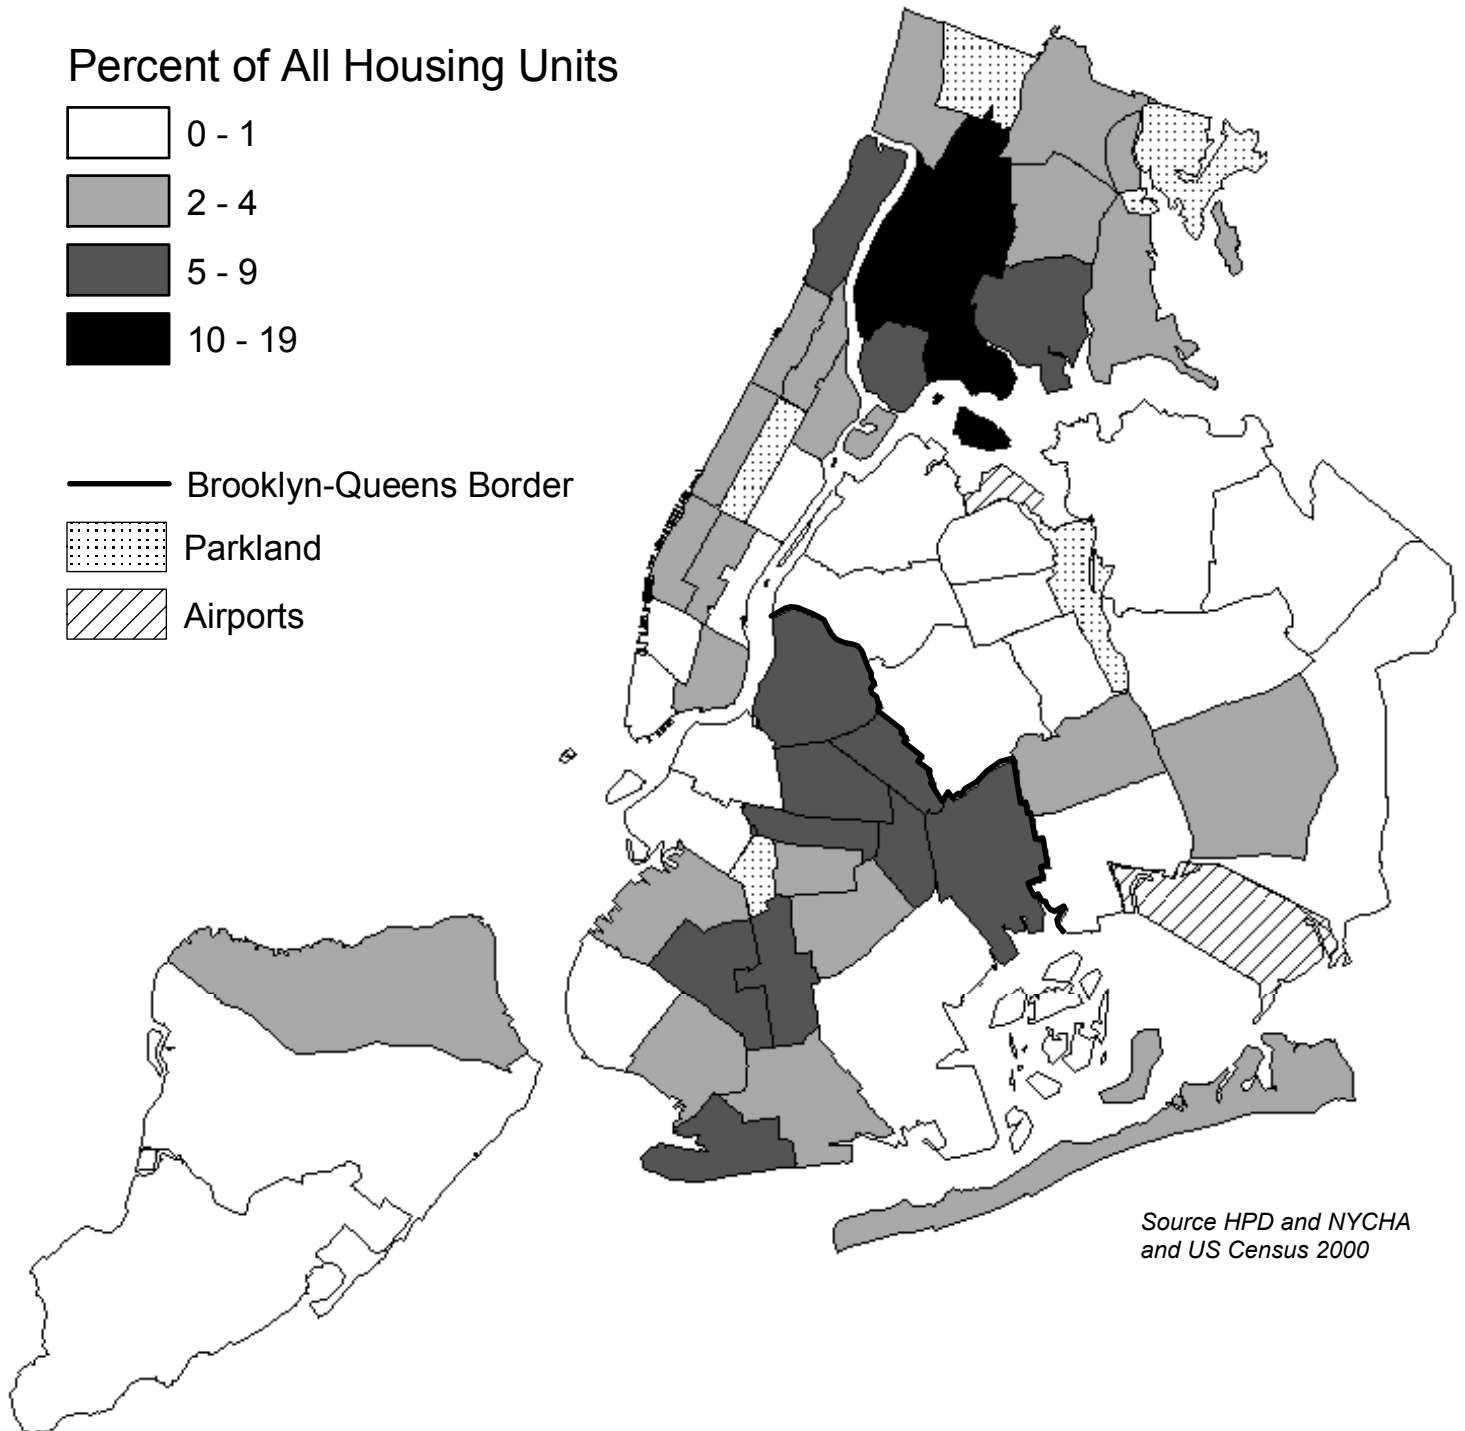 Percent of All Housing Units
0 - 1
2 - 4
5 - 9
10 - 19
Brooklyn-Queens Border
Parkland
Airports
Source HPD and NYCHA
and US Census 2000